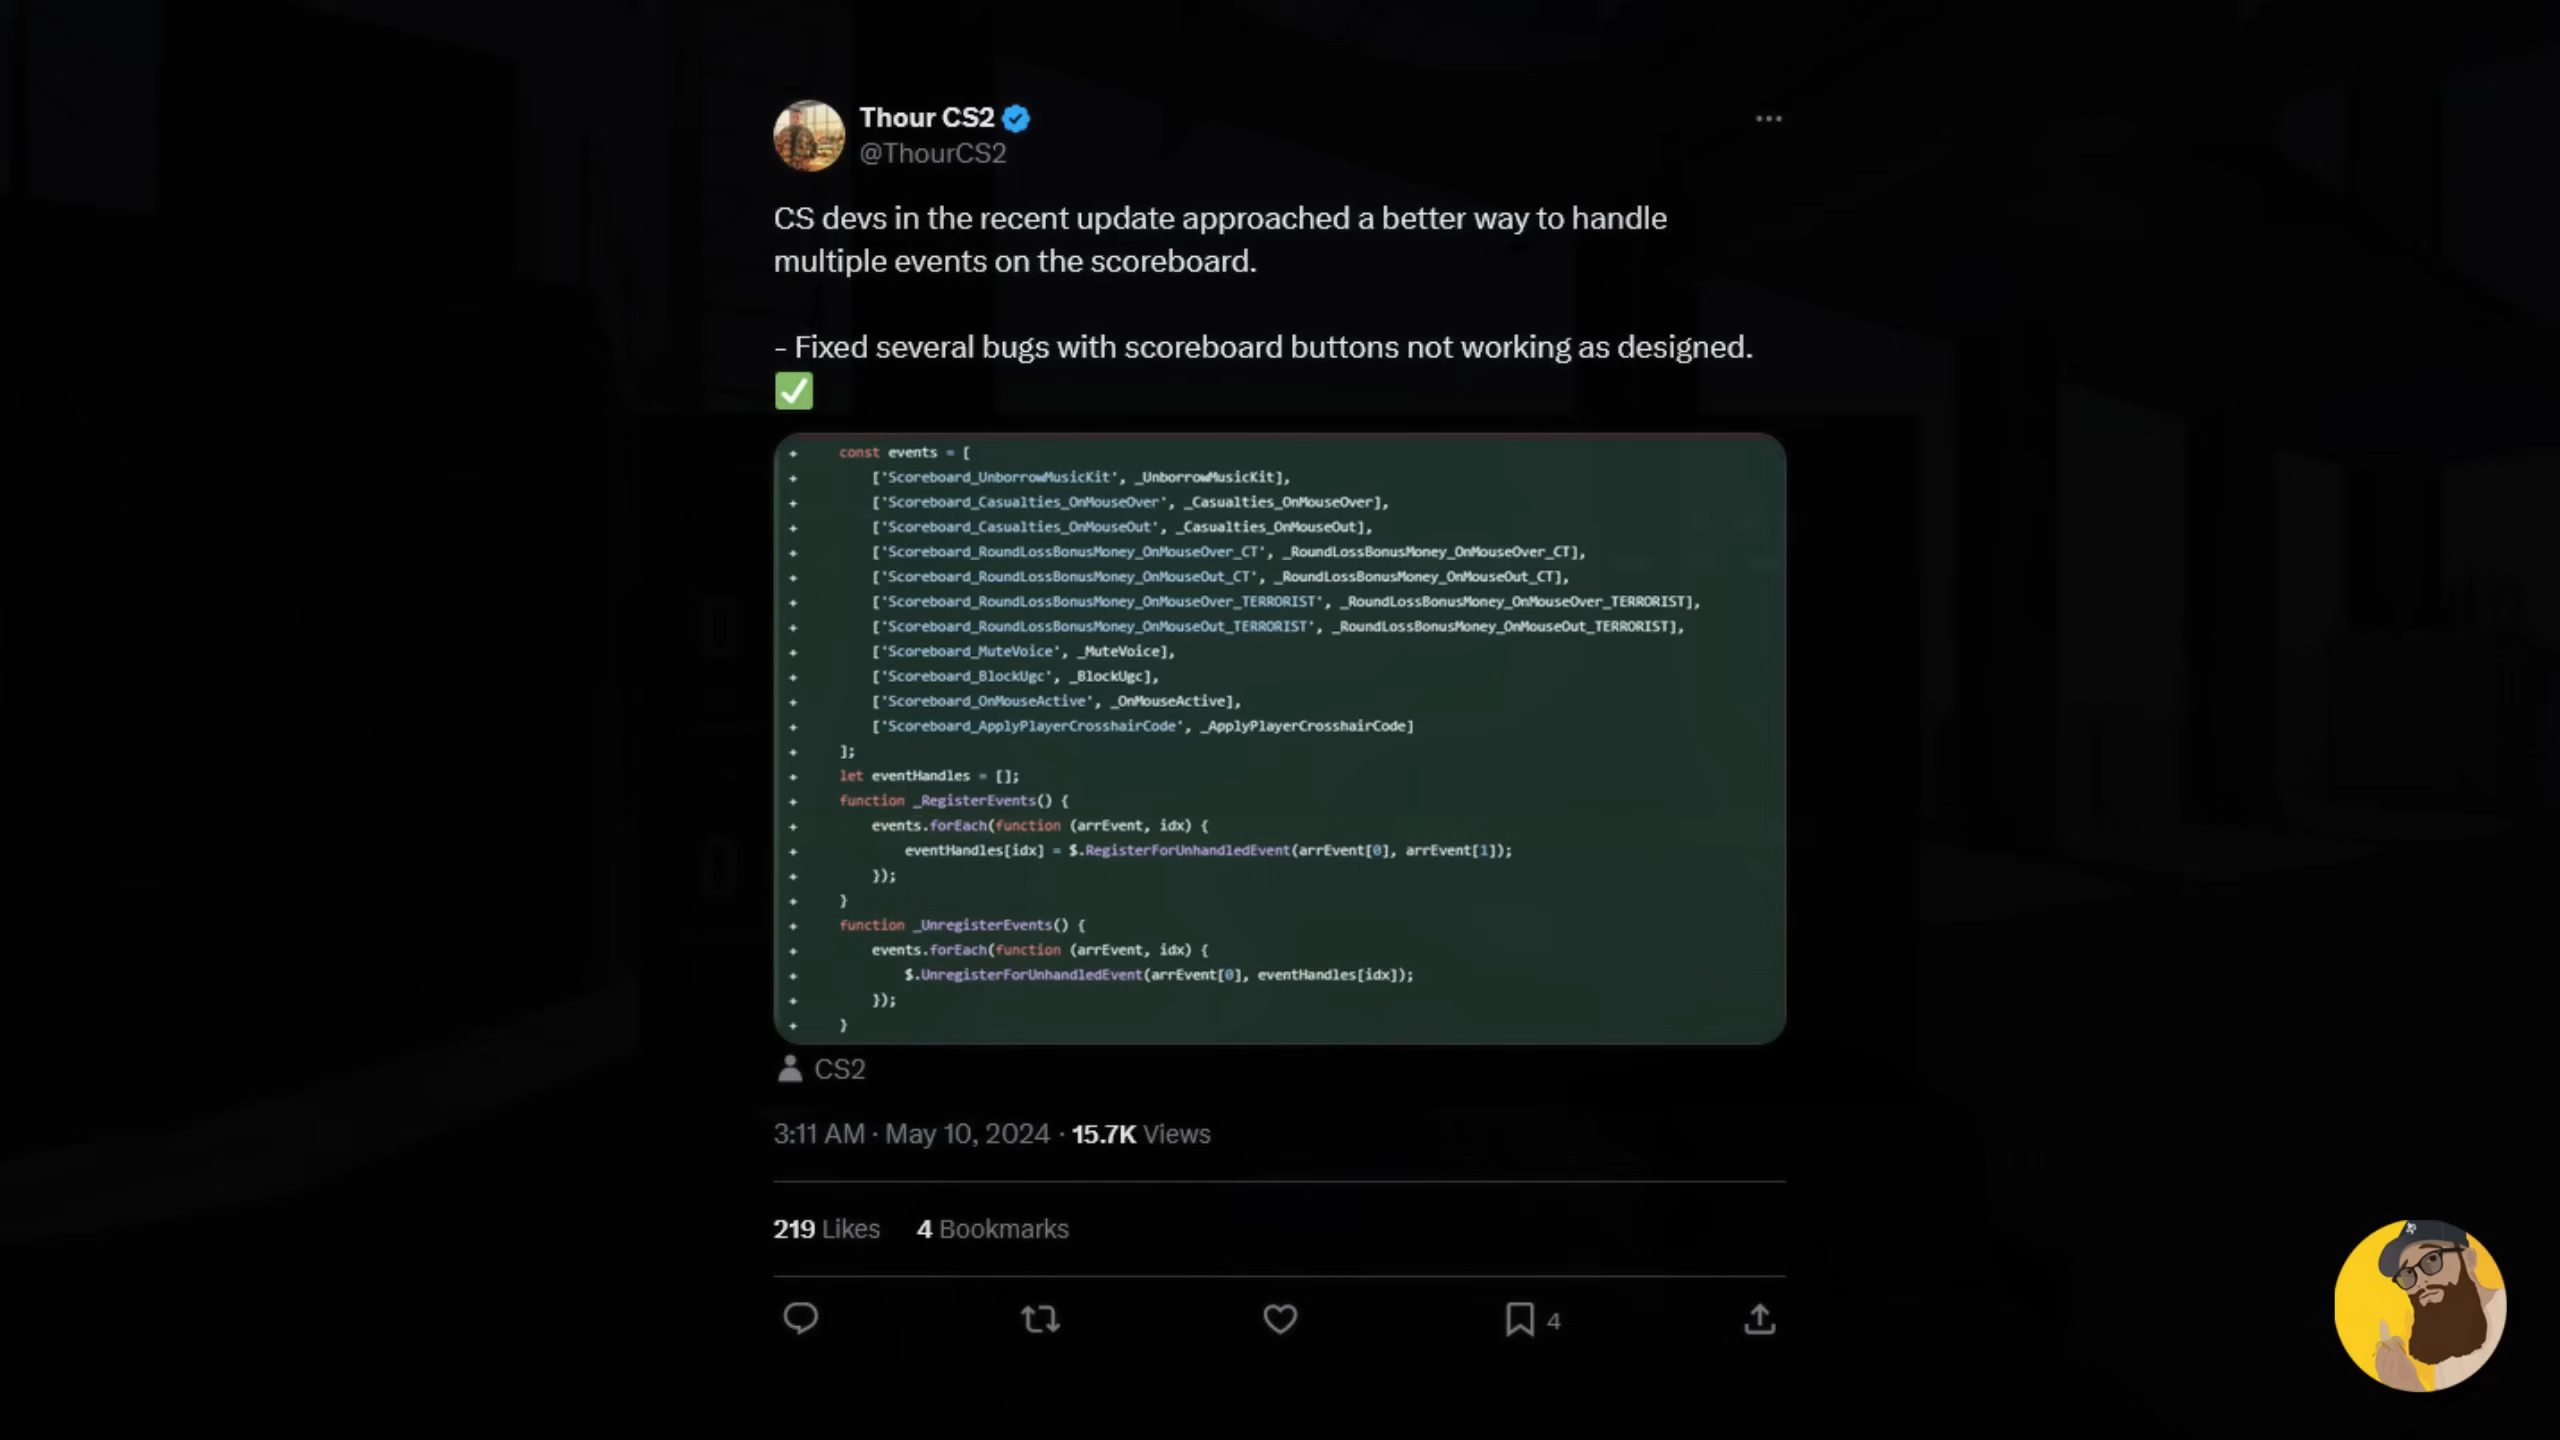 Thour CS2
@ThourCS2
CS devs in the recent update approached a better way to handle
multiple events on the scoreboard.
- Fixed several bugs with scoreboard buttons not working as designed.
✅
+ const events = [
+ ['Scoreboard_UnborrowMusicKit', _UnborrowMusicKit],
+ ['Scoreboard_Casualties_OnMouseOver', _Casualties_OnMouseOver],
+ ['Scoreboard_Casualties_OnMouseOut', _Casualties_OnMouseOut],
+ ['Scoreboard_RoundLossBonusMoney_OnMouseOver_CT', _RoundLossBonusMoney_OnMouseOver_CT],
+ ['Scoreboard_RoundLossBonusMoney_OnMouseOut_CT', _RoundLossBonusMoney_OnMouseOut_CT],
+ ['Scoreboard_RoundLossBonusMoney_OnMouseOver_TERRORIST', _RoundLossBonusMoney_OnMouseOver_TERRORIST],
+ ['Scoreboard_RoundLossBonusMoney_OnMouseOut_TERRORIST', _RoundLossBonusMoney_OnMouseOut_TERRORIST],
+ ['Scoreboard_MuteVoice', _MuteVoice],
+ ['Scoreboard_BlockUgc', _BlockUgc],
+ ['Scoreboard_OnMouseActive', _OnMouseActive],
+ ['Scoreboard_ApplyPlayerCrosshairCode', _ApplyPlayerCrosshairCode]
+ ];
+ let eventHandles = [];
+ function _RegisterEvents() {
+ events.forEach(function (arrEvent, idx) {
+ eventHandles[idx] = $.RegisterForUnhandledEvent(arrEvent[0], arrEvent[1]);
+ });
+ }
+ function _UnregisterEvents() {
+ events.forEach(function (arrEvent, idx) {
+ $.UnregisterForUnhandledEvent(arrEvent[0], eventHandles[idx]);
+ });
+ }
CS2
3:11 AM · May 10, 2024 · 15.7K Views
219 Likes 4 Bookmarks
4